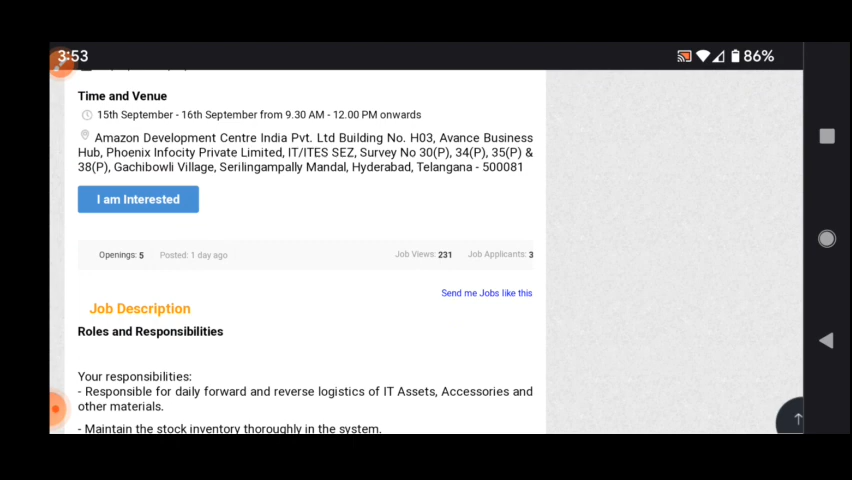 3:53
86%
Time and Venue
15th September - 16th September from 9.30 AM - 12.00 PM onwards
Amazon Development Centre India Pvt. Ltd Building No. H03, Avance Business
Hub, Phoenix Infocity Private Limited, IT/ITES SEZ, Survey No 30(P), 34(P), 35(P) &
38(P), Gachibowli Village, Serilingampally Mandal, Hyderabad, Telangana - 500081
I am Interested
Openings: 5 Posted: 1 day ago Job Views: 231 Job Applicants: 3
Send me Jobs like this
Job Description
Roles and Responsibilities
Your responsibilities:
- Responsible for daily forward and reverse logistics of IT Assets, Accessories and
other materials.
- Maintain the stock inventory thoroughly in the system.